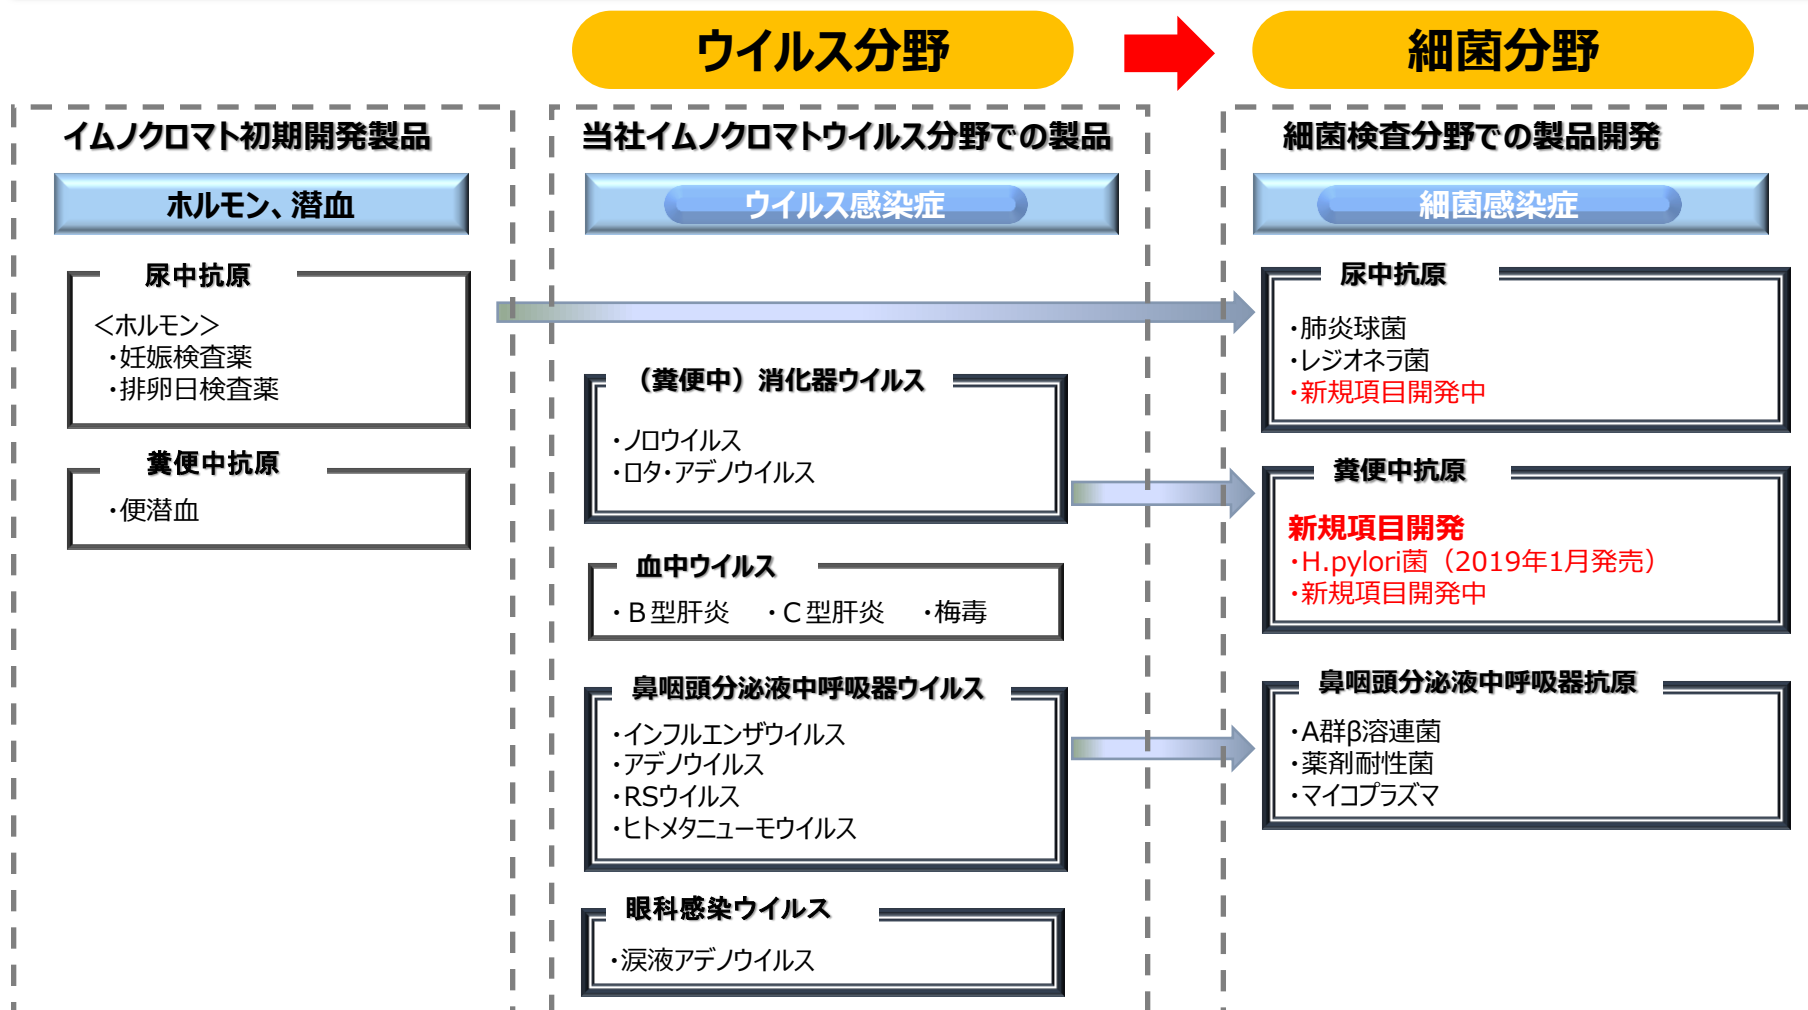 ウイルス分野
細菌分野
イムノクロマト初期開発製品
ホルモン、潜血
尿中抗原
＜ホルモン＞
・妊娠検査薬
・排卵日検査薬
糞便中抗原
・便潜血
当社イムノクロマトウイルス分野での製品
ウイルス感染症
（糞便中）消化器ウイルス
・ノロウイルス
・ロタ・アデノウイルス
血中ウイルス
・Ｂ型肝炎　・Ｃ型肝炎　・梅毒
鼻咽頭分泌液中呼吸器ウイルス
・インフルエンザウイルス
・アデノウイルス
・RSウイルス
・ヒトメタニューモウイルス
眼科感染ウイルス
・涙液アデノウイルス
細菌検査分野での製品開発
細菌感染症
尿中抗原
・肺炎球菌
・レジオネラ菌
・新規項目開発中
糞便中抗原
新規項目開発
・H.pylori菌（2019年1月発売）
・新規項目開発中
鼻咽頭分泌液中呼吸器抗原
・A群β溶連菌
・薬剤耐性菌
・マイコプラズマ